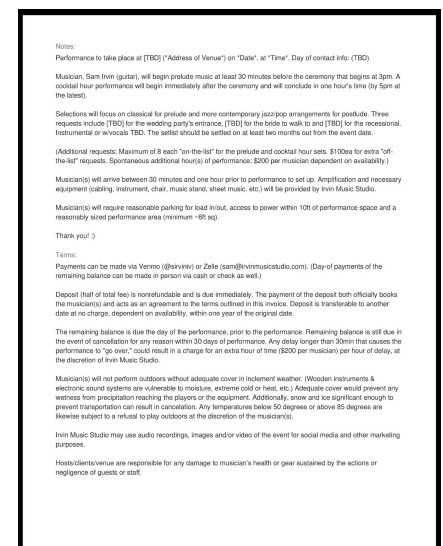 Notes:
Performance to take place at [TBD] ("Address of Venue") on "Date", at "Time". Day of contact info: (TBD)
Musician, Sam Irvin (guitar), will begin prelude music at least 30 minutes before the ceremony that begins at 3pm. A
cocktail hour performance will begin immediately after the ceremony and will conclude in one hour's time (by 5pm at
the latest).
Selections will focus on classical for prelude and more contemporary jazz/pop arrangements for postlude. Three
requests include [TBD] for the wedding party's entrance, [TBD] for the bride to walk to and [TBD] for the recessional.
Instrumental or w/vocals TBD. The setlist should be settled on at least two months out from the event date.
(Additional requests: Maximum of 8 each "on-the-list" for the prelude and cocktail hour sets. $100ea for extra "off-
the-list" requests. Spontaneous additional hour(s) of performance: $200 per musician dependent on availability.)
Musician(s) will arrive between 30 minutes and one hour prior to performance to set up. Amplification and necessary
equipment (cabling, instrument, chair, music stand, sheet music, etc.) will be provided by Irvin Music Studio.
Musician(s) will require reasonable parking for load in/out, access to power within 10ft of performance space and a
reasonably sized performance area (minimum ~6ft sq).
Thank you! :)
Terms:
Payments can be made via Venmo (@sirviniv) or Zelle (sam@irvinmusicstudio.com). (Day-of payments of the
remaining balance can be made in person via cash or check as well.)
Deposit (half of total fee) is nonrefundable and is due immediately. The payment of the deposit both officially books
the musician(s) and acts as an agreement to the terms outlined in this invoice. Deposit is transferable to another
date at no charge, dependent on availability, within one year of the original date.
The remaining balance is due the day of the performance, prior to the performance. Remaining balance is still due in
the event of cancellation for any reason within 30 days of performance. Any delay longer than 30min that causes the
performance to "go over," could result in a charge for an extra hour of time ($200 per musician) per hour of delay, at
the discretion of Irvin Music Studio.
Musician(s) will not perform outdoors without adequate cover in inclement weather. (Wooden instruments &
electronic sound systems are vulnerable to moisture, extreme cold or heat, etc.) Adequate cover would prevent any
wetness from precipitation reaching the players or the equipment. Additionally, snow and ice significant enough to
prevent transportation can result in cancelation. Any temperatures below 50 degrees or above 85 degrees are
likewise subject to a refusal to play outdoors at the discretion of the musician(s).
Irvin Music Studio may use audio recordings, images and/or video of the event for social media and other marketing
purposes.
Hosts/clients/venue are responsible for any damage to musician's health or gear sustained by the actions or
negligence of guests or staff.